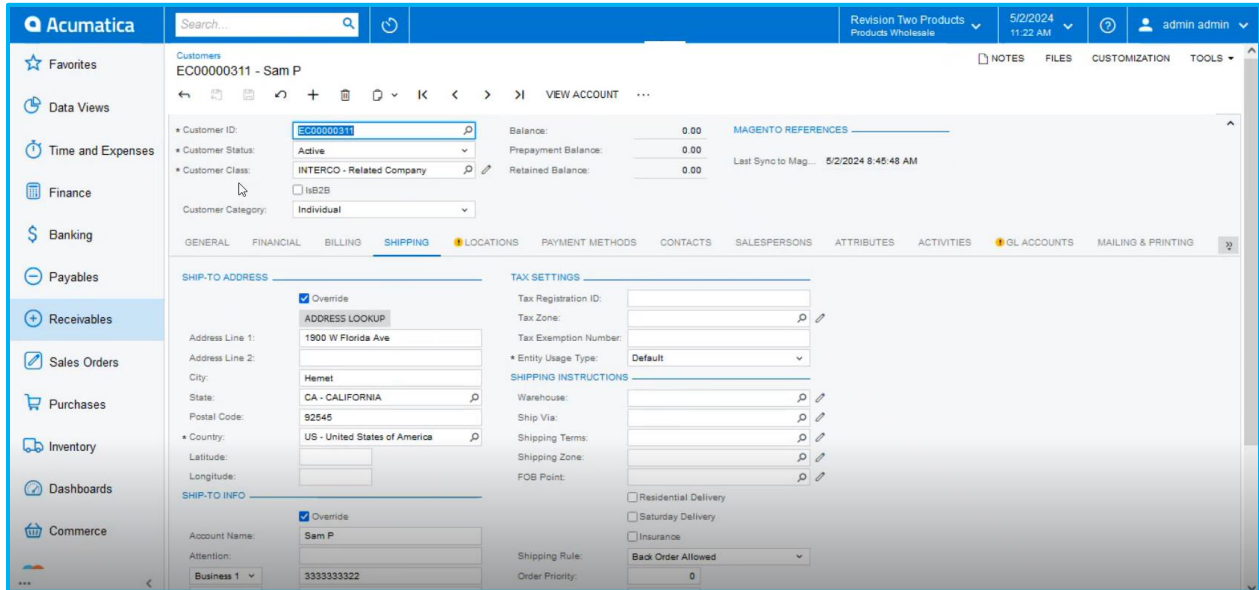 Acumatica
Search...
Revision Two Products
Products Wholesale
5/2/2024
11:22 AM
admin admin
Favorites
Data Views
Time and Expenses
Finance
Banking
Payables
Receivables
Sales Orders
Purchases
Inventory
Dashboards
Commerce
Customers
EC00000311 - Sam P
NOTES FILES CUSTOMIZATION TOOLS
VIEW ACCOUNT
* Customer ID: EC00000311
* Customer Status: Active
* Customer Class: INTERCO - Related Company
IsB2B
Customer Category: Individual
Balance: 0.00
Prepayment Balance: 0.00
Retained Balance: 0.00
MAGENTO REFERENCES
Last Sync to Mag... 5/2/2024 8:45:48 AM
GENERAL FINANCIAL BILLING SHIPPING LOCATIONS PAYMENT METHODS CONTACTS SALESPERSONS ATTRIBUTES ACTIVITIES GL ACCOUNTS MAILING & PRINTING
SHIP-TO ADDRESS
Override
ADDRESS LOOKUP
Address Line 1: 1900 W Florida Ave
Address Line 2:
City: Hemet
State: CA - CALIFORNIA
Postal Code: 92545
* Country: US - United States of America
Latitude:
Longitude:
SHIP-TO INFO
Override
Account Name: Sam P
Attention:
Business 1 3333333322
TAX SETTINGS
Tax Registration ID:
Tax Zone:
Tax Exemption Number:
* Entity Usage Type: Default
SHIPPING INSTRUCTIONS
Warehouse:
Ship Via:
Shipping Terms:
Shipping Zone:
FOB Point:
Residential Delivery
Saturday Delivery
Insurance
Shipping Rule: Back Order Allowed
Order Priority: 0